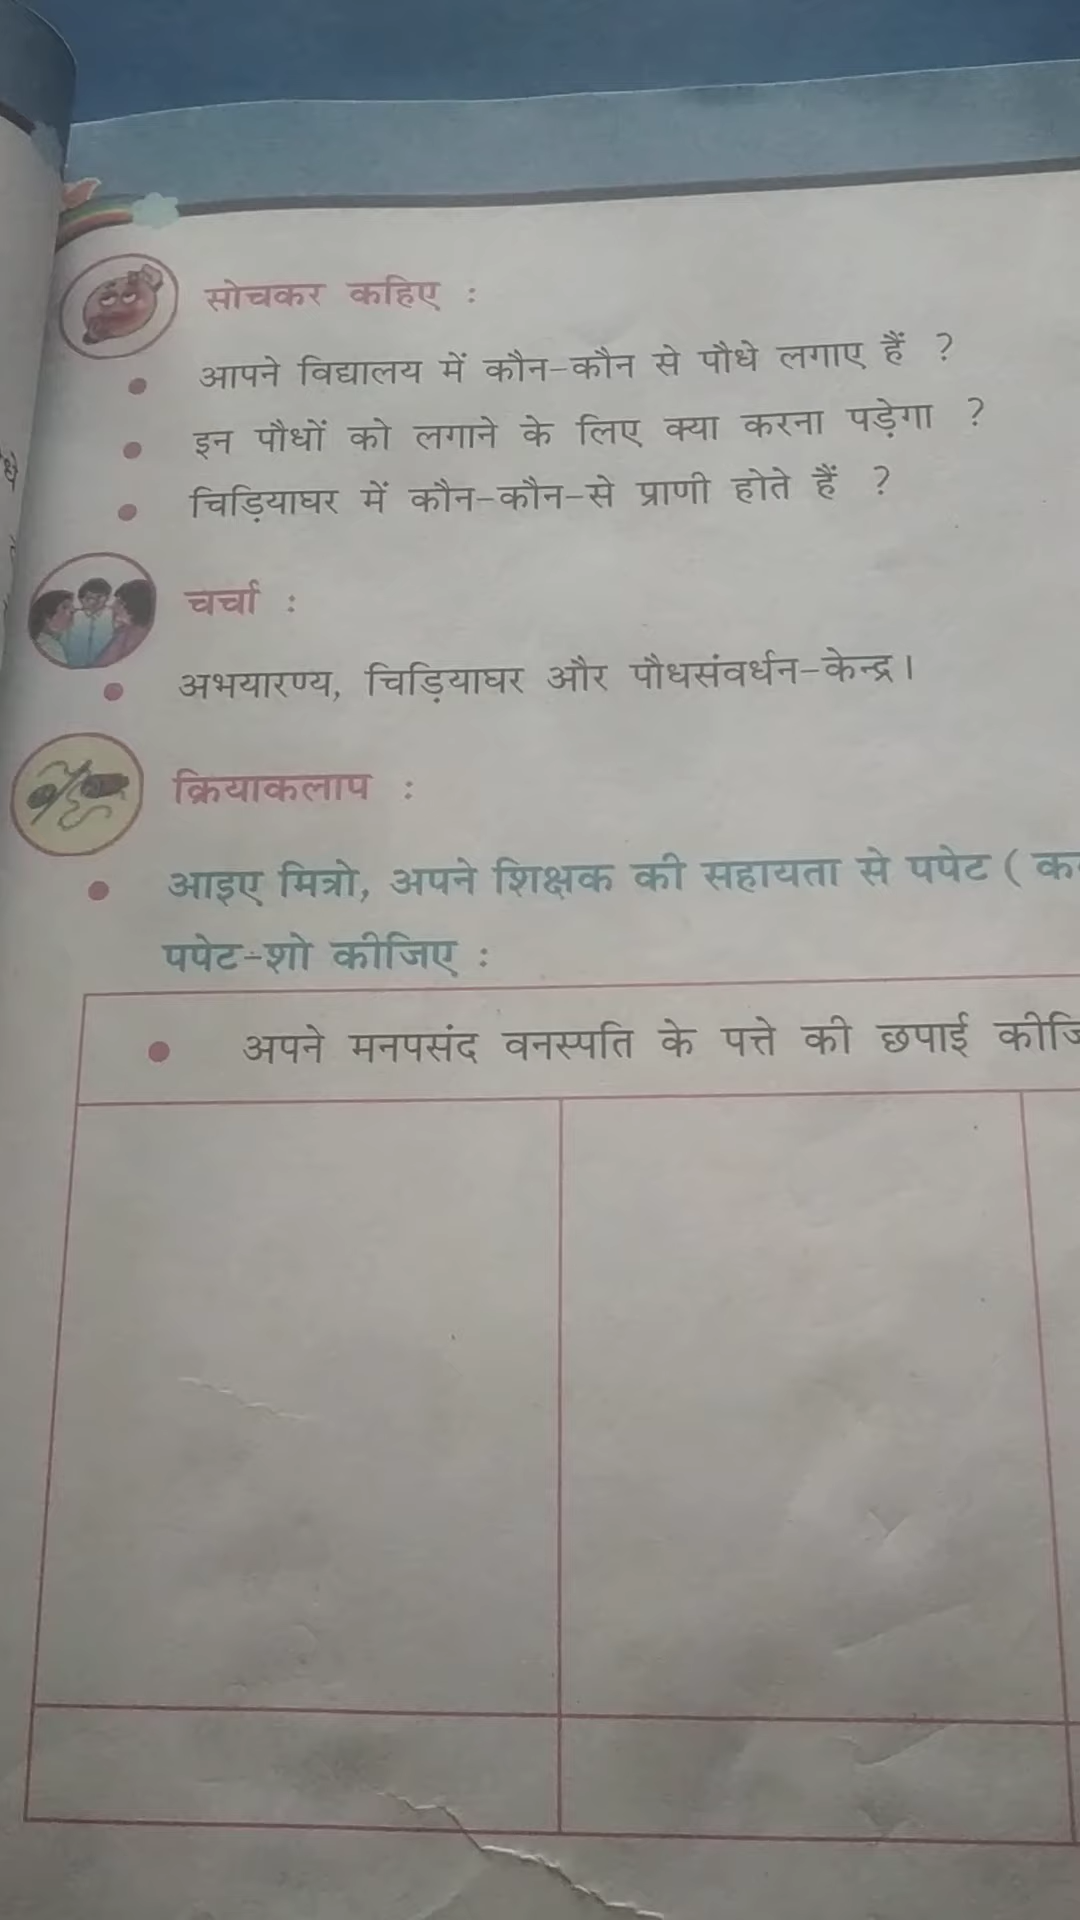 सोचकर कहिए :
आपने विद्यालय में कौन-कौन से पौधे लगाए हैं ?
इन पौधों को लगाने के लिए क्या करना पड़ेगा ?
चिड़ियाघर में कौन-कौन-से प्राणी होते हैं ?
चर्चा :
अभयारण्य, चिड़ियाघर और पौधसंवर्धन-केन्द्र।
क्रियाकलाप :
आइए मित्रो, अपने शिक्षक की सहायता से पपेट (
पपेट-शो कीजिए :
अपने मनपसंद वनस्पति के पत्ते की छपाई